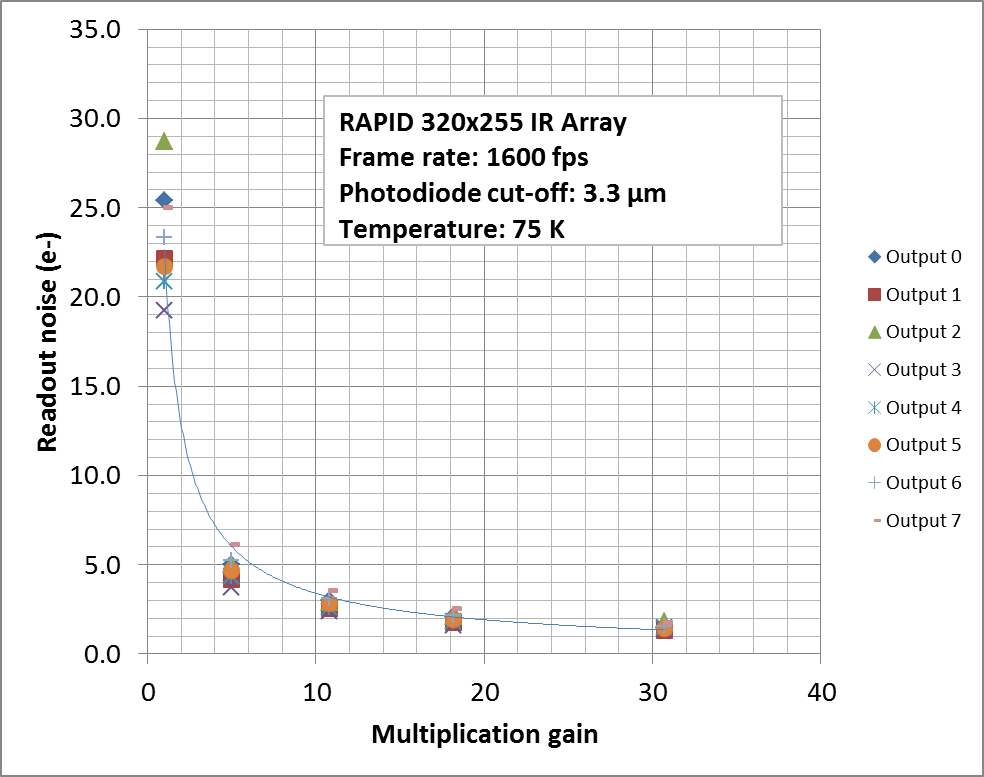 35.0
30.0
25.0
20.0
15.0
10.0
5.0
0.0
Readout noise (e-)
RAPID 320x255 IR Array
Frame rate: 1600 fps
Photodiode cut-off: 3.3 µm
Temperature: 75 K
Output 0
Output 1
Output 2
Output 3
Output 4
Output 5
Output 6
Output 7
0 10 20 30 40
Multiplication gain